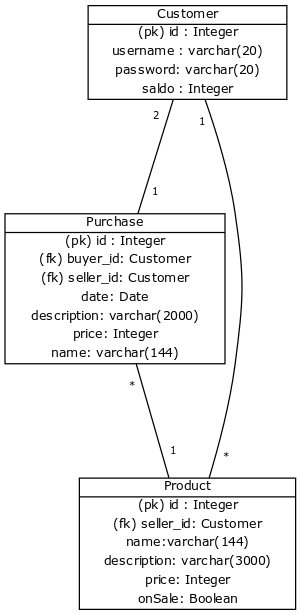 Customer
(pk) id : Integer
username : varchar(20)
password: varchar(20)
saldo : Integer
2
1
1
Purchase
(pk) id : Integer
(fk) buyer_id: Customer
(fk) seller_id: Customer
date: Date
description: varchar(2000)
price: Integer
name: varchar(144)
*
1
*
Product
(pk) id : Integer
(fk) seller_id: Customer
name:varchar(144)
description: varchar(3000)
price: Integer
onSale: Boolean